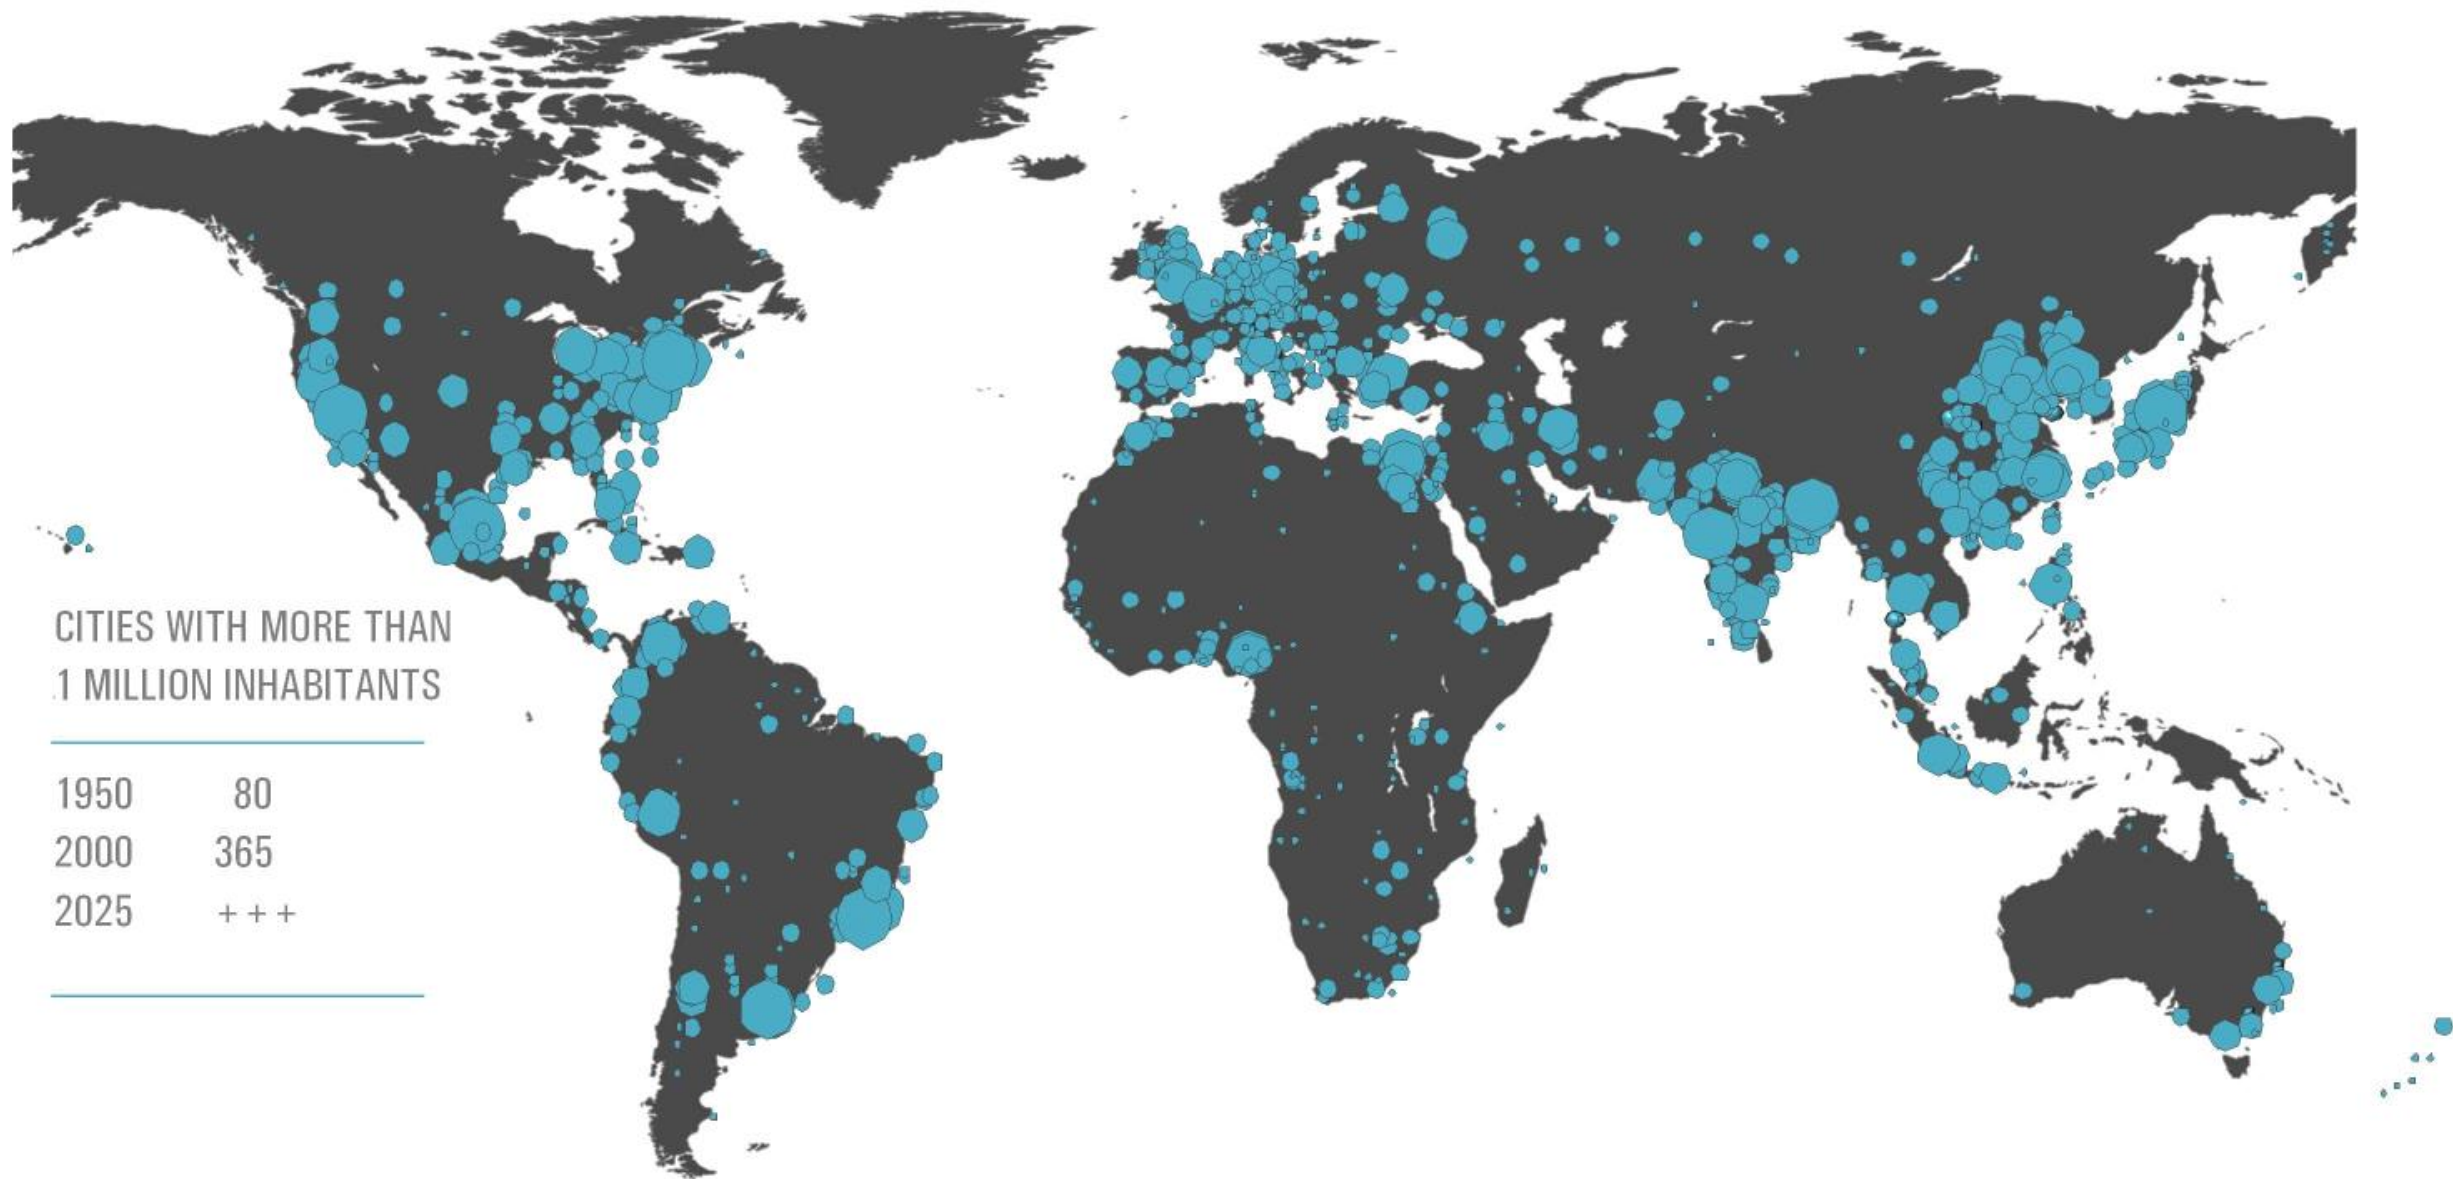 CITIES WITH MORE THAN
.1 MILLION INHABITANTS
1950 80
2000 365
2025 +++